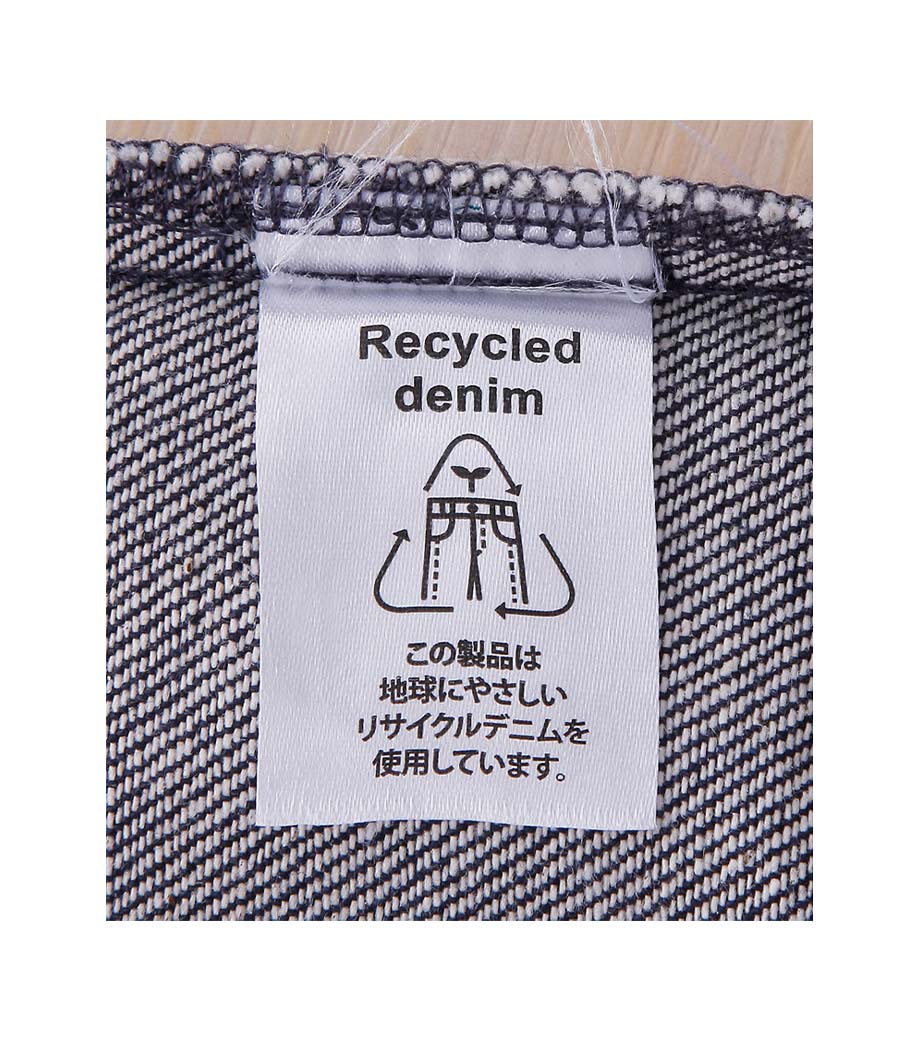 Recycled
denim
この製品は
地球にやさしい
リサイクルデニムを
使用しています。